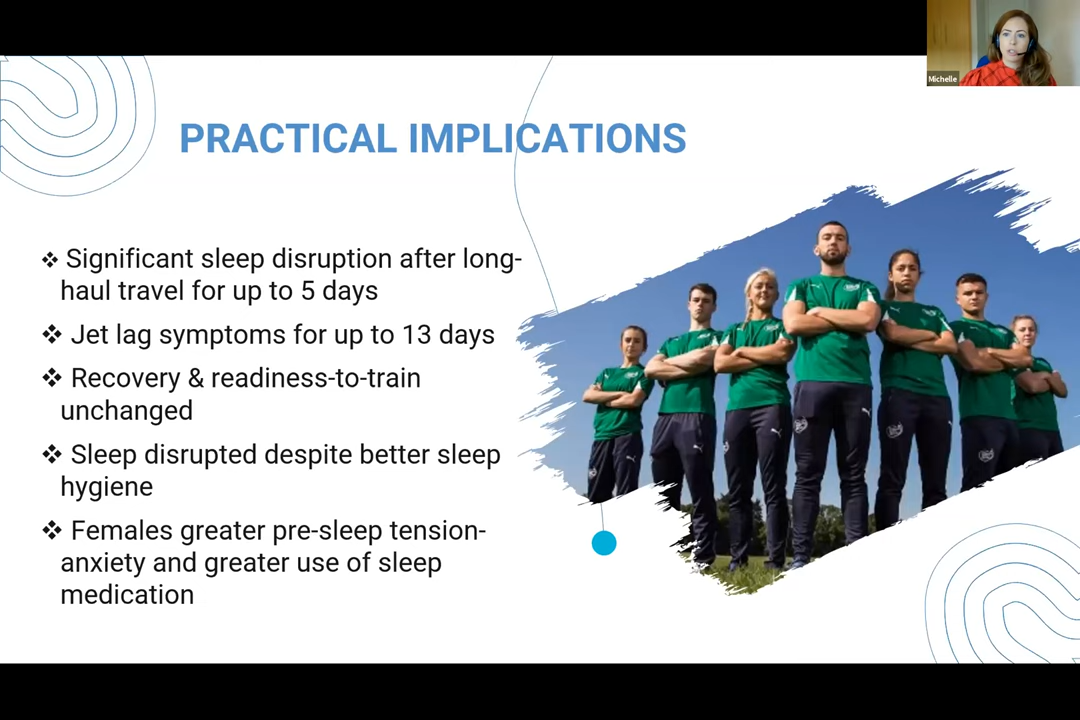 Michelle
PRACTICAL IMPLICATIONS
❖ Significant sleep disruption after long-
haul travel for up to 5 days
❖ Jet lag symptoms for up to 13 days
❖ Recovery & readiness-to-train
unchanged
❖ Sleep disrupted despite better sleep
hygiene
❖ Females greater pre-sleep tension-
anxiety and greater use of sleep
medication